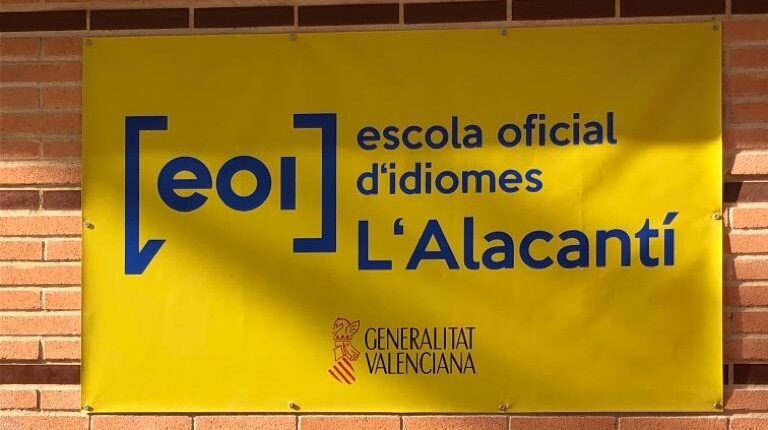 [eoi]
escola oficial
d‘idiomes
L‘Alacantí
GENERALITAT
VALENCIANA